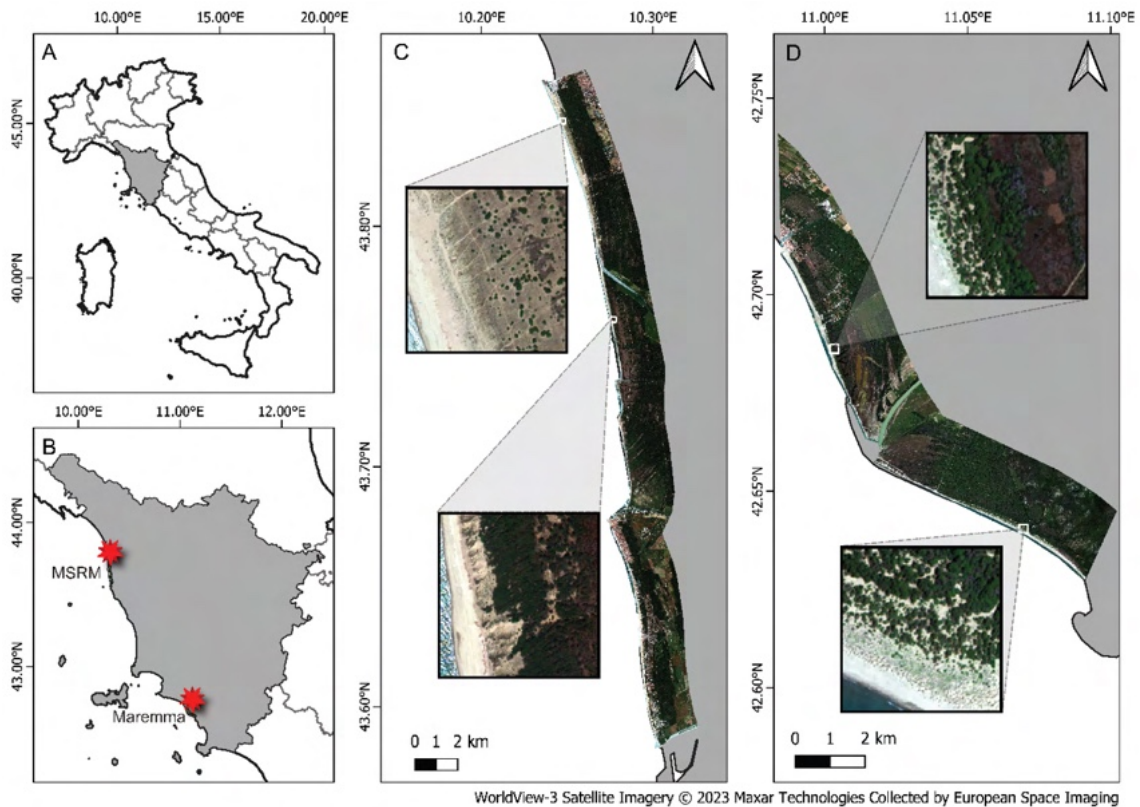 10.00°E 15.00°E 20.00°E
A
45.00°N
40.00°N
10.00°E 11.00°E 12.00°E
B
44.00°N
43.00°N
MSRM
Maremma
10.20°E 10.30°E
C
43.80°N
43.70°N
43.60°N
0 1 2 km
11.00°E 11.05°E 11.10°E
D
42.75°N
42.70°N
42.65°N
42.60°N
0 1 2 km
WorldView-3 Satellite Imagery © 2023 Maxar Technologies Collected by European Space Imaging